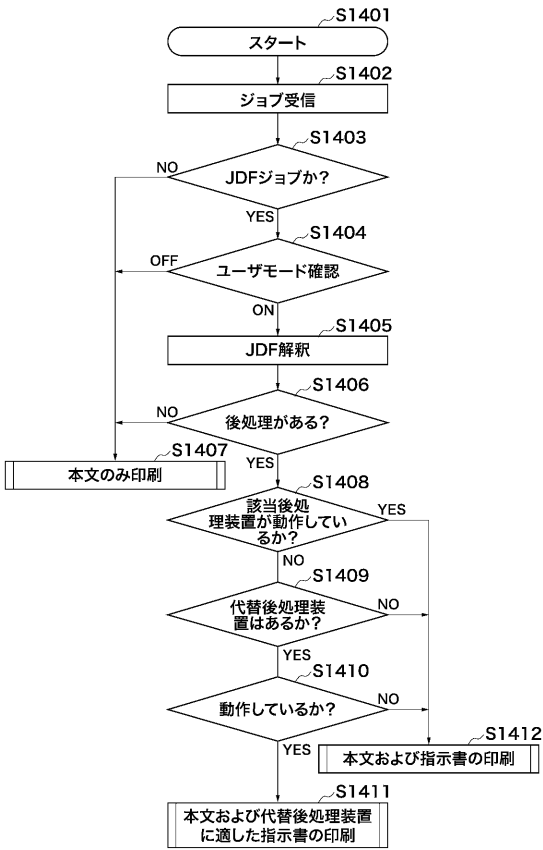 S1401
スタート
S1402
ジョブ受信
S1403
JDFジョブか?
NO
YES
S1404
ユーザモード確認
OFF
ON
S1405
JDF解釈
S1406
後処理がある?
NO
YES
S1407
本文のみ印刷
S1408
該当後処
理装置が動作してい
るか?
YES
NO
S1409
代替後処理装
置はあるか?
NO
YES
S1410
動作しているか?
NO
YES
S1412
本文および指示書の印刷
S1411
本文および代替後処理装置
に適した指示書の印刷